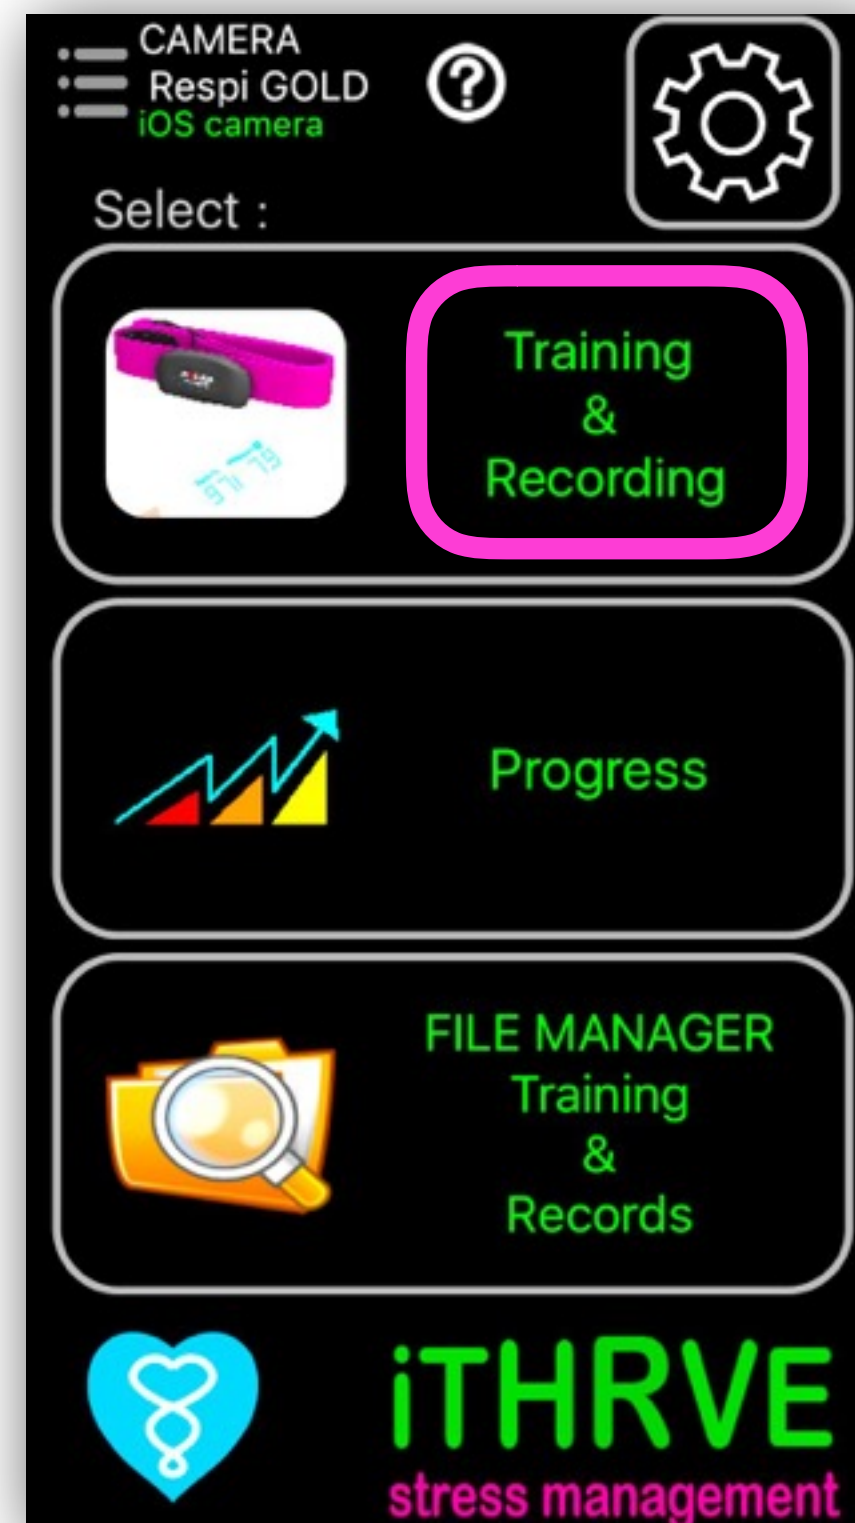 CAMERA
Respi GOLD
iOS camera
?
Select :
Training
&
Recording
Progress
FILE MANAGER
Training
&
Records
iTHRVE
stress management